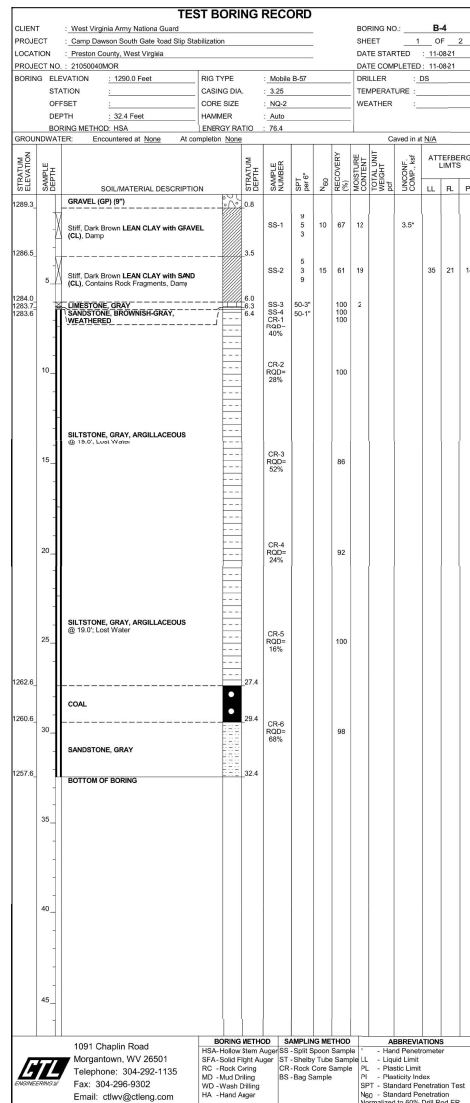 TEST BORING RECORD
CLIENT : West Virginia Army Nationa Guard BORING NO.: B-4
PROJECT : Camp Dawson South Gate Road Slip Stabilization SHEET 1 OF 2
LOCATION : Preston County, West Virginia DATE STARTED : 11-08-21
PROJECT NO. : 21050040MOR DATE COMPLETED : 11-08-21
BORING ELEVATION : 1290.0 Feet RIG TYPE : Mobile B-57 DRILLER : DS
STATION : CASING DIA. : 3.25 TEMPERATURE :
OFFSET : CORE SIZE : NQ-2 WEATHER :
DEPTH : 32.4 Feet HAMMER : Auto
BORING METHOD: HSA ENERGY RATIO : 76.4
GROUNDWATER: Encountered at None At completion None Caved in at N/A
STRATUM ELEVATION
SAMPLE DEPTH
SOIL/MATERIAL DESCRIPTION
STRATUM DEPTH
SAMPLE NUMBER
SPT per 6"
N60
RECOVERY (%)
MOISTURE CONTENT
TOTAL UNIT WEIGHT pcf
UNCONF. COMP., ksf
ATTEFBERG LIMTS
LL PL P
1289.3 GRAVEL (GP) (9") 0.8
9
Stiff, Dark Brown LEAN CLAY with GRAVEL SS-1 5 10 67 12 3.5*
(CL), Damp 3
1286.5 3.5
5
Stiff, Dark Brown LEAN CLAY with SAND SS-2 3 15 61 19 35 21 14
5 (CL), Contains Rock Fragments, Damp 9
1284.0 6.0
1283.7 LIMESTONE, GRAY 6.3 SS-3 50-3" 100 2
1283.6 SANDSTONE, BROWNISH-GRAY, 6.4 SS-4 50-1" 100
WEATHERED CR-1 100
RQD=
40%
10 CR-2 100
RQD=
28%
SILTSTONE, GRAY, ARGILLACEOUS
@ 19.0', Lost Water
15 CR-3 86
RQD=
52%
20 CR-4 92
RQD=
24%
SILTSTONE, GRAY, ARGILLACEOUS
@ 19.0'; Lost Water
25 CR-5 100
RQD=
16%
1262.6 27.4
COAL
1260.6 29.4
30 CR-6 98
RQD=
68%
SANDSTONE, GRAY
1257.6 32.4
BOTTOM OF BORING
35
40
45
CTL
ENGINEERING
1091 Chaplin Road
Morgantown, WV 26501
Telephone: 304-292-1135
Fax: 304-296-9302
Email: ctlwv@ctleng.com
BORING METHOD
HSA- Hollow Stem Auger
SFA- Solid Flight Auger
RC - Rock Coring
MD - Mud Drilling
WD - Wash Drilling
HA - Hand Auger
SAMPLING METHOD
SS - Split Spoon Sample
ST - Shelby Tube Sample
CR - Rock Core Sample
BS - Bag Sample
ABBREVIATIONS
* - Hand Penetrometer
LL - Liquid Limit
PL - Plastic Limit
PI - Plasticity Index
SPT - Standard Penetration Test
N60 - Standard Penetration
Normalized to 60% Drill Rod ER